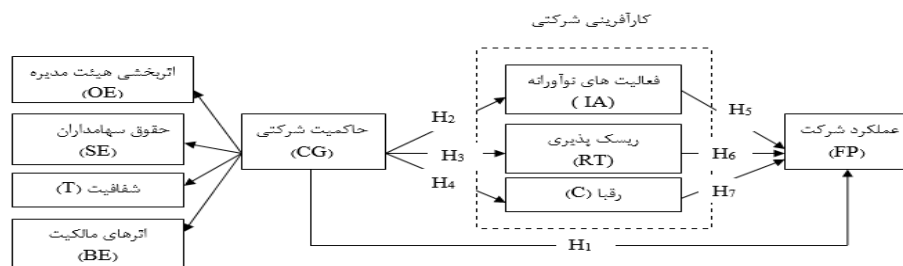 کارآفرینی شرکتی
اثربخشی هیئت مدیره
(OE)
حقوق سهامداران
(SE)
شفافیت (T)
اثرهای مالکیت
(BE)
حاکمیت شرکتی
(CG)
H2
H3
H4
فعالیت های نوآورانه
(IA )
ریسک پذیری
(RT)
رقبا (C)
H5
H6
H7
عملکرد شرکت
(FP)
H1